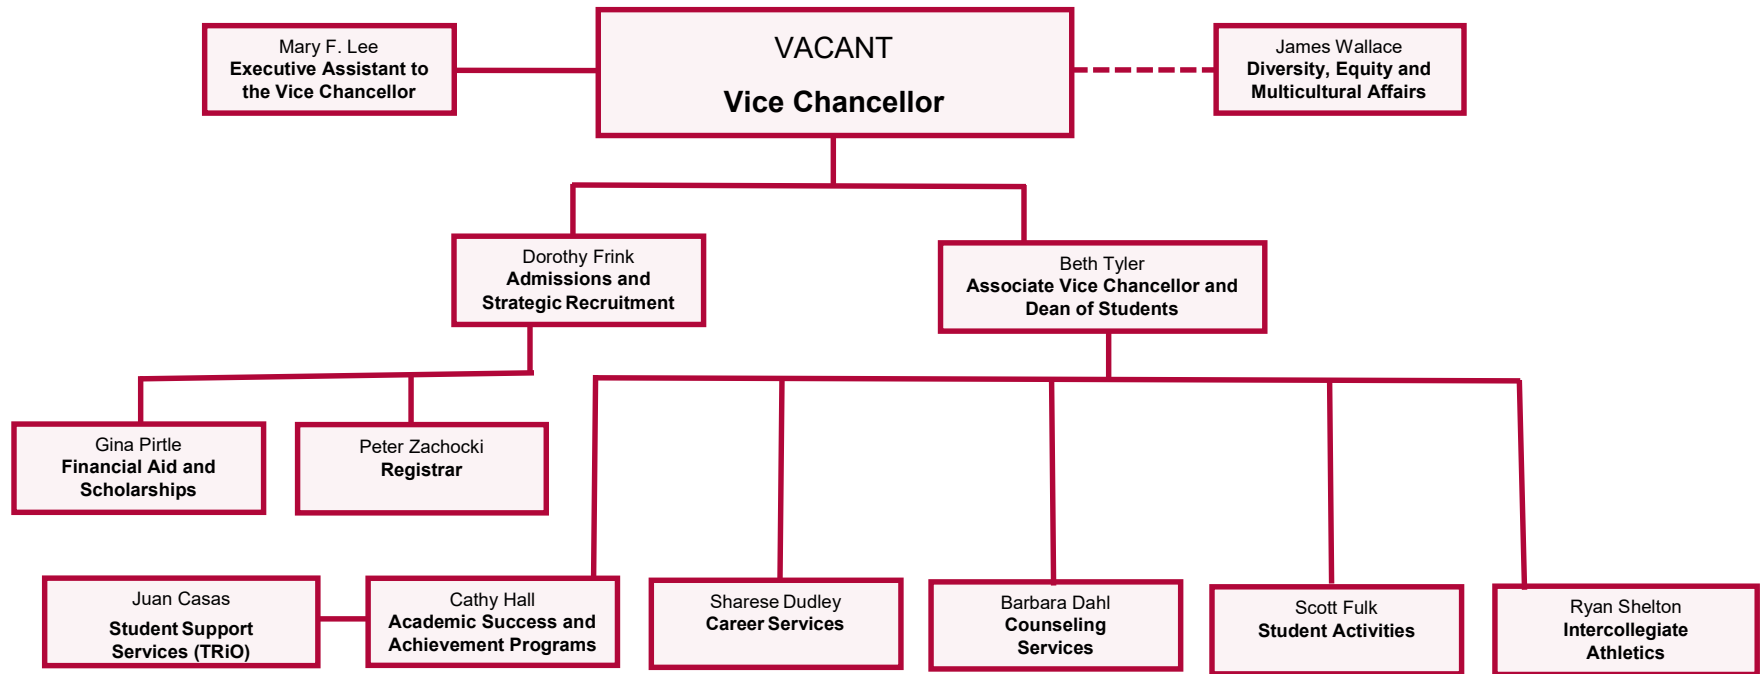 Mary F. Lee
Executive Assistant to
the Vice Chancellor
VACANT
Vice Chancellor
James Wallace
Diversity, Equity and
Multicultural Affairs
Dorothy Frink
Admissions and
Strategic Recruitment
Beth Tyler
Associate Vice Chancellor and
Dean of Students
Gina Pirtle
Financial Aid and
Scholarships
Peter Zachocki
Registrar
Juan Casas
Student Support
Services (TRiO)
Cathy Hall
Academic Success and
Achievement Programs
Sharese Dudley
Career Services
Barbara Dahl
Counseling
Services
Scott Fulk
Student Activities
Ryan Shelton
Intercollegiate
Athletics